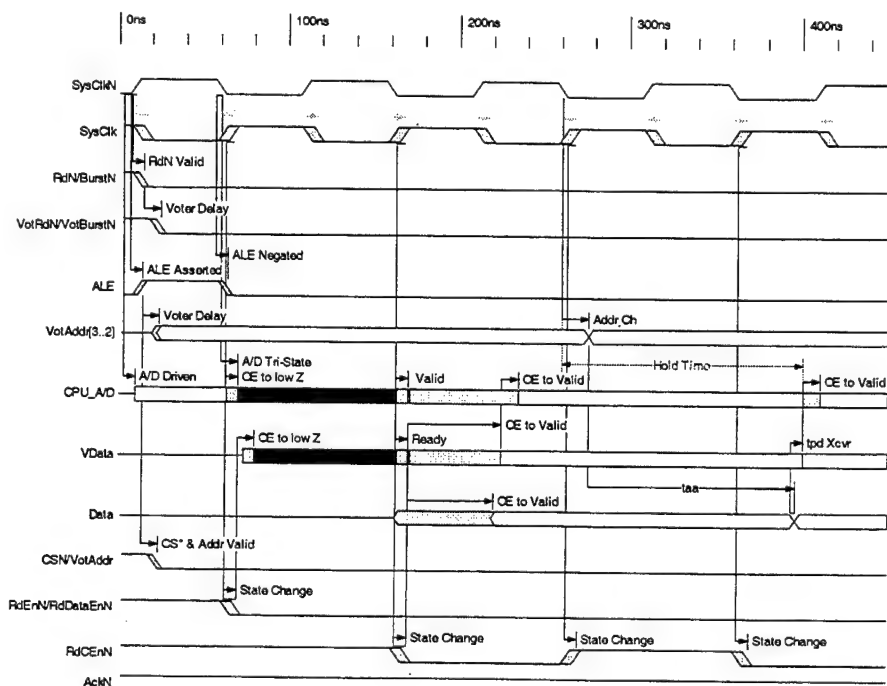 0ns 100ns 200ns 300ns 400ns
SysClkN
SysClk
RdN Valid
RdN/BurstN
Voter Delay
VotRdN/VotBurstN
ALE Negated
ALE Asserted
ALE
Voter Delay
Addr_Ch
VotAddr[3..2]
A/D Tri-State
Hold Time
A/D Driven
CE to low Z
Valid
CE to Valid
CE to Valid
CPU_A/D
CE to Valid
CE to low Z
Ready
tpd Xcvr
VData
taa
CE to Valid
Data
CS* & Addr Valid
CSN/VotAddr
State Change
RdEnN/RdDataEnN
State Change
State Change
State Change
RdCEnN
AckN